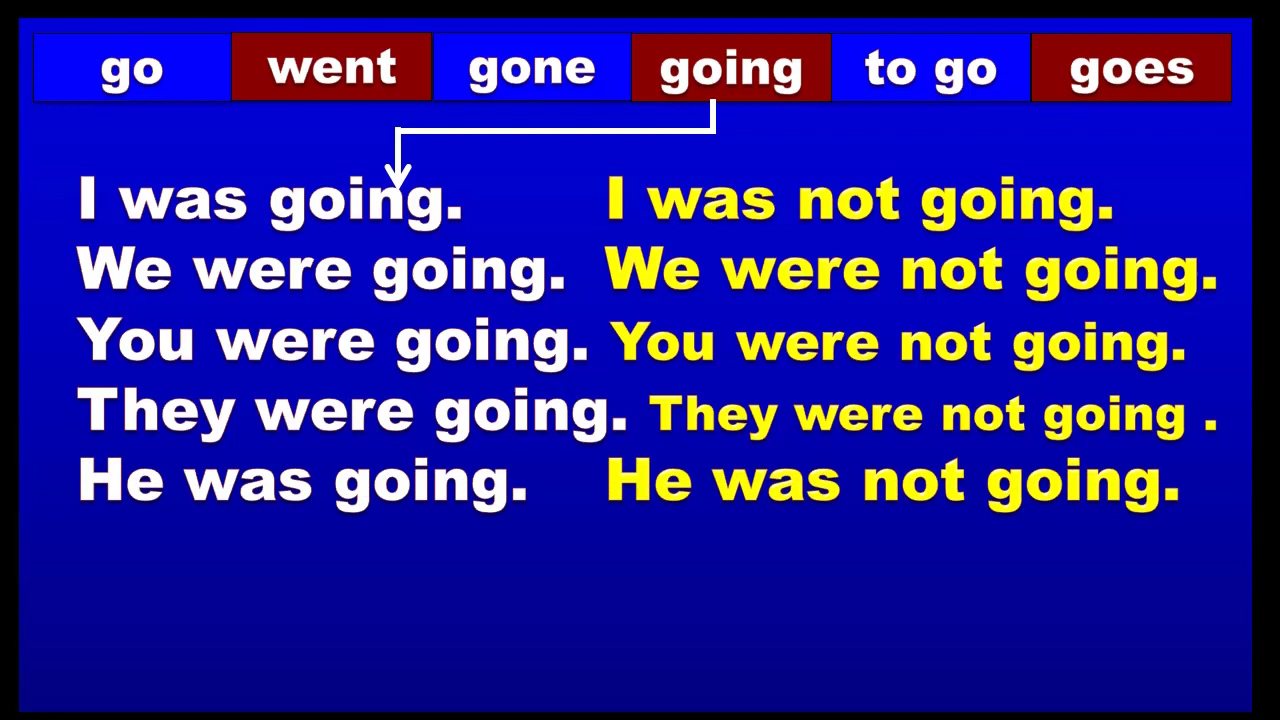 go went gone going to go goes
I was going. I was not going.
We were going. We were not going.
You were going. You were not going.
They were going. They were not going .
He was going. He was not going.